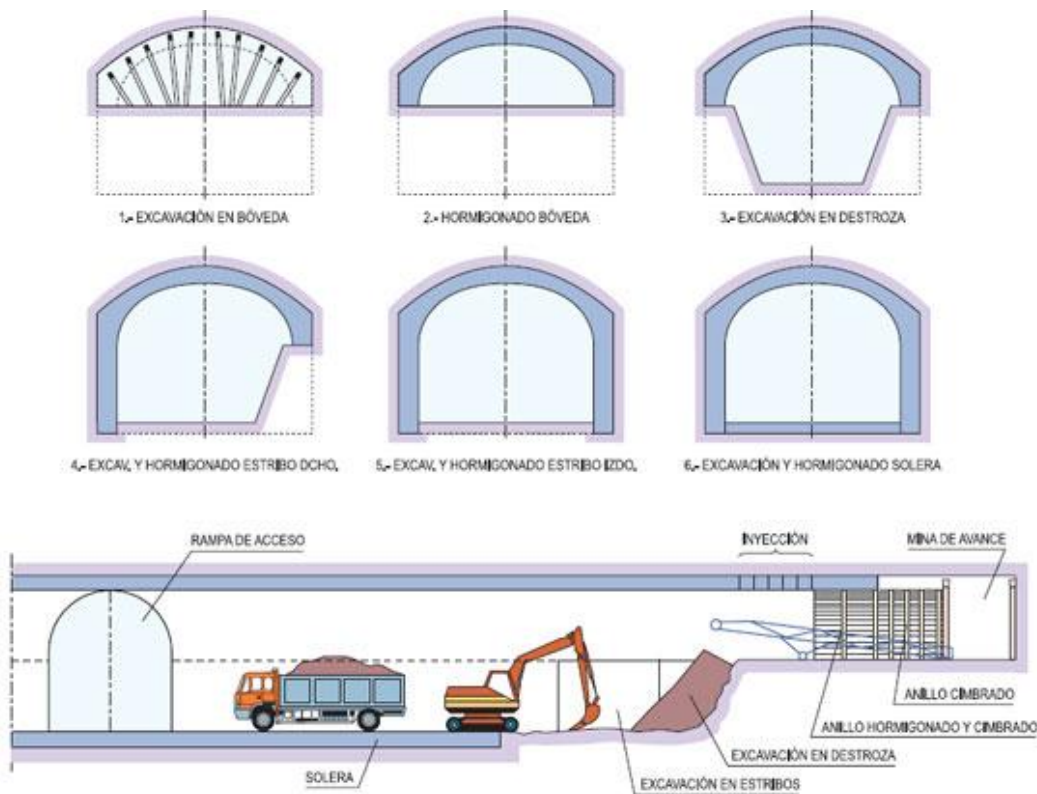 1.- EXCAVACIÓN EN BÓVEDA
2.- HORMIGONADO BÓVEDA
3.- EXCAVACIÓN EN DESTROZA
4.- EXCAV. Y HORMIGONADO ESTRIBO DCHO.
5.- EXCAV. Y HORMIGONADO ESTRIBO IZDO.
6.- EXCAVACIÓN Y HORMIGONADO SOLERA
RAMPA DE ACCESO
INYECCIÓN
MINA DE AVANCE
ANILLO CIMBRADO
ANILLO HORMIGONADO Y CIMBRADO
EXCAVACIÓN EN DESTROZA
SOLERA
EXCAVACIÓN EN ESTRIBOS